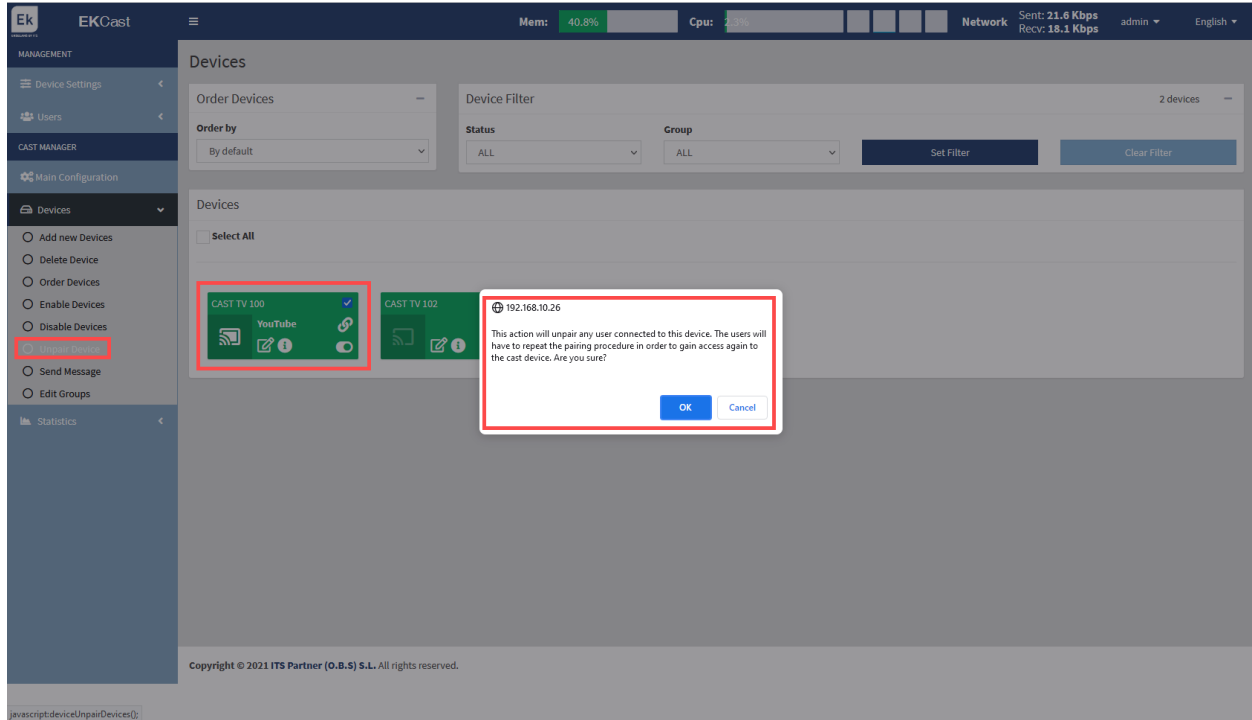 Ek
EKCast
Mem: 40.8%
Cpu: 2.3%
Network
Sent: 21.6 Kbps
Recv: 18.1 Kbps
admin
English
MANAGEMENT
Device Settings
Users
CAST MANAGER
Main Configuration
Devices
Add new Devices
Delete Device
Order Devices
Enable Devices
Disable Devices
Unpair Device
Send Message
Edit Groups
Statistics
Devices
Order Devices
Order by
By default
Device Filter
2 devices
Status
Group
ALL
ALL
Set Filter
Clear Filter
Devices
Select All
CAST TV 100
YouTube
CAST TV 102
192.168.10.26
This action will unpair any user connected to this device. The users will
have to repeat the pairing procedure in order to gain access again to
the cast device. Are you sure?
OK
Cancel
Copyright © 2021 ITS Partner (O.B.S) S.L. All rights reserved.
javascript:deviceUnpairDevices();